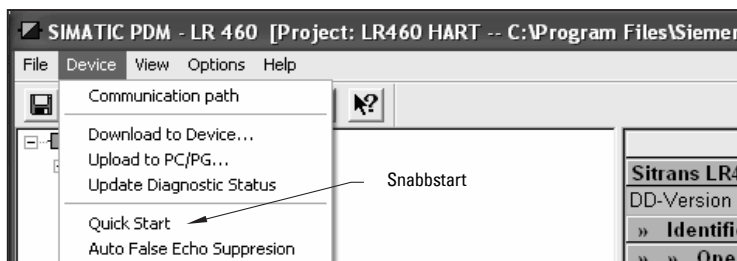 SIMATIC PDM - LR 460 [Project: LR460 HART -- C:\Program Files\Siemen
File Device View Options Help
Communication path
Download to Device...
Upload to PC/PG...
Update Diagnostic Status
Quick Start
Auto False Echo Suppresion
Snabbstart
Sitrans LR4
DD-Version
» Identifi
» » Ope